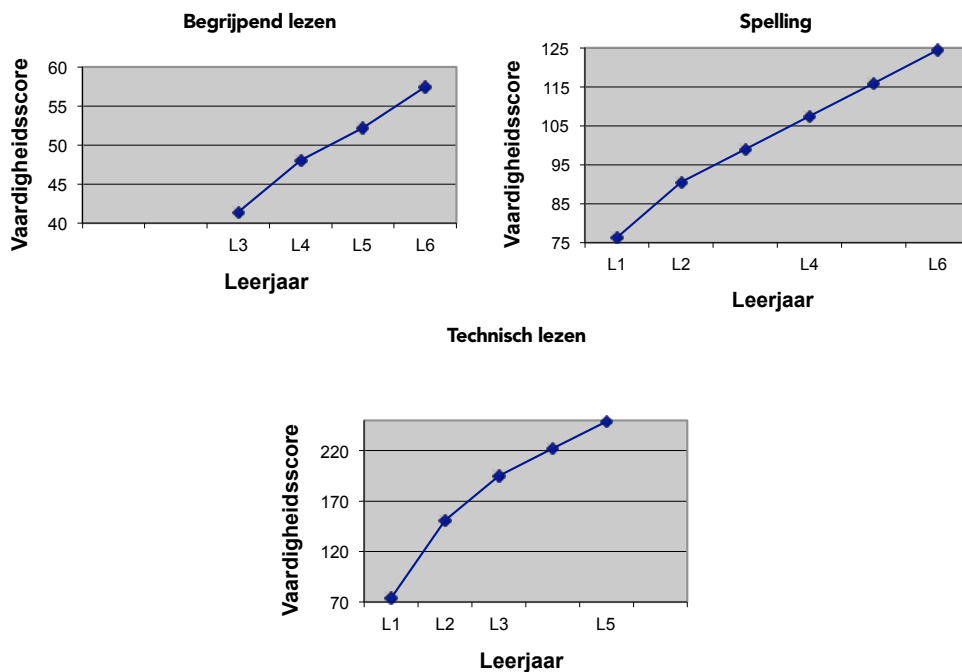 Begrijpend lezen
Vaardigheidsscore
60
55
50
45
40
L3 L4 L5 L6
Leerjaar
Spelling
Vaardigheidsscore
125
115
105
95
85
75
L1 L2 L4 L6
Leerjaar
Technisch lezen
Vaardigheidsscore
220
170
120
70
L1 L2 L3 L5
Leerjaar